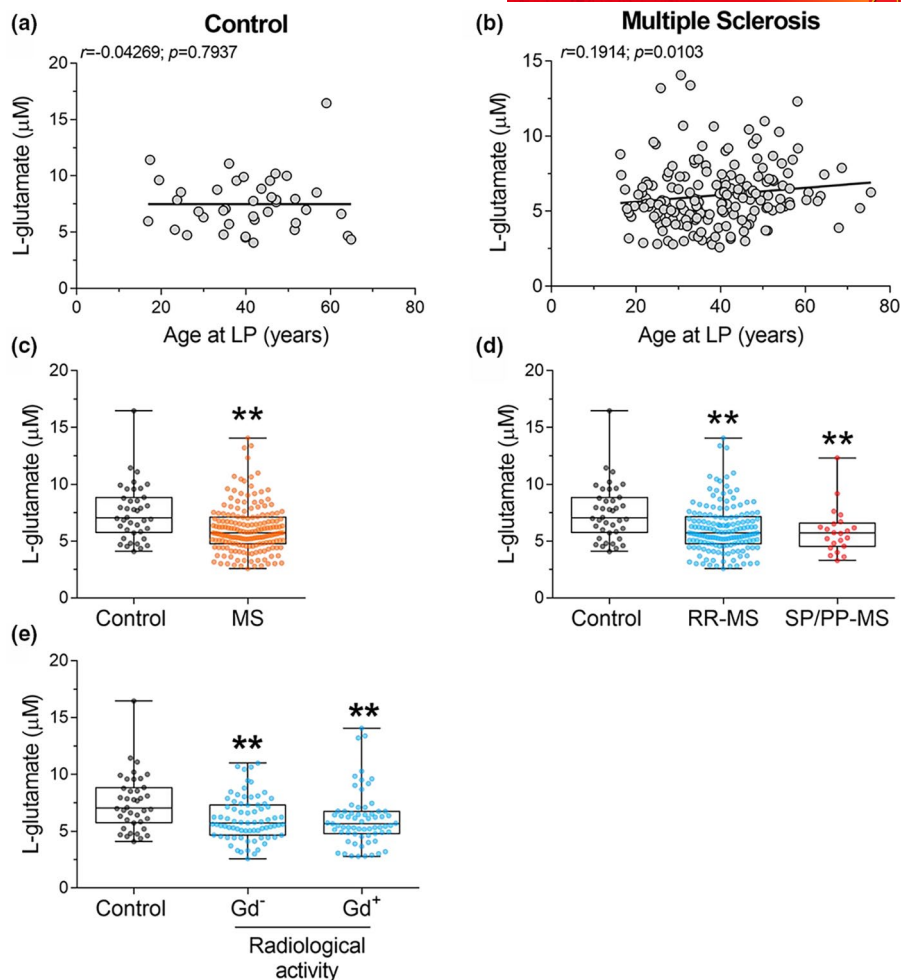 (a) Control
r=-0.04269; p=0.7937
20
15
10
5
0
L-glutamate (µM)
0 20 40 60 80
Age at LP (years)
(b) Multiple Sclerosis
r=0.1914; p=0.0103
15
10
5
0
L-glutamate (µM)
0 20 40 60 80
Age at LP (years)
(c)
20
15
10
5
0
L-glutamate (µM)
**
Control MS
(d)
20
15
10
5
0
L-glutamate (µM)
** **
Control RR-MS SP/PP-MS
(e)
20
15
10
5
0
L-glutamate (µM)
** **
Control Gd⁻ Gd⁺
Radiological
activity